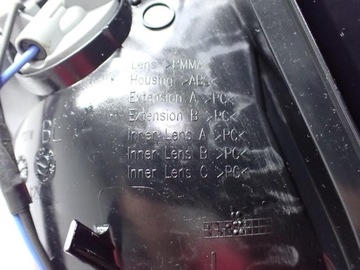 Lens >PMMA<
Housing >ABS<
Extension A >PC<
Extension B >PC<
Inner Lens A >PC<
Inner Lens B >PC<
Inner Lens C >PC<